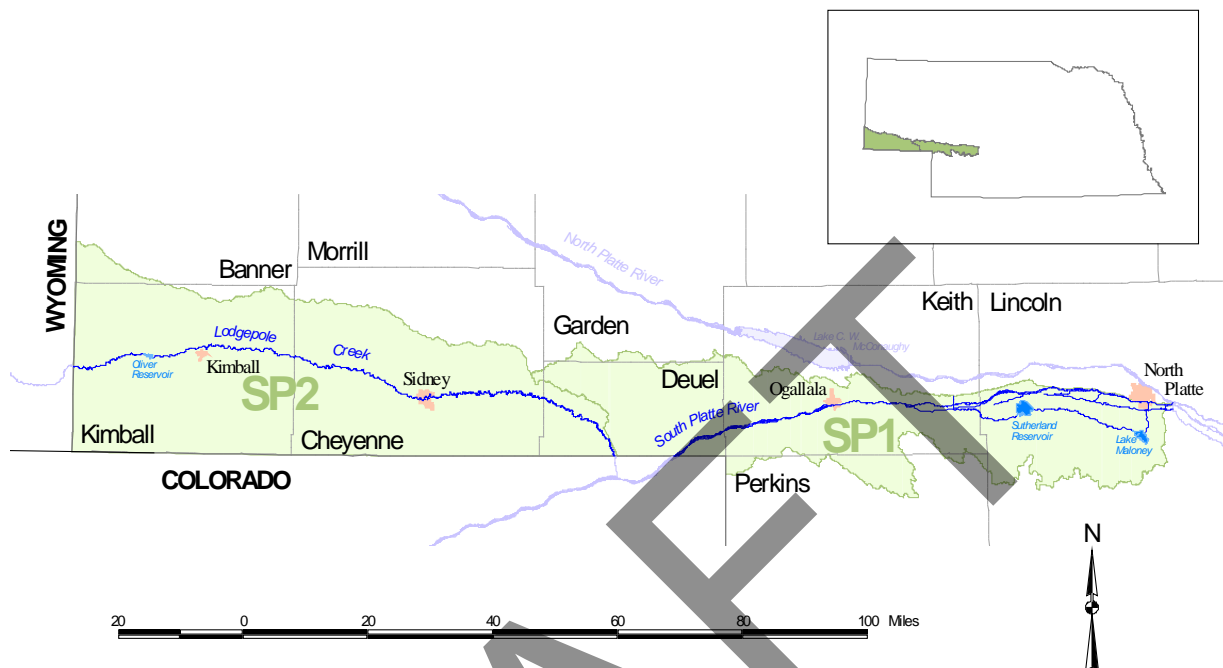 WYOMING
Banner
Morrill
North Platte River
Garden
Keith
Lincoln
Lake C. W.
McConaughy
Lodgepole
Creek
Oliver
Reservoir
Kimball
SP2
Sidney
Deuel
Ogallala
North
Platte
South Platte River
SP1
Sutherland
Reservoir
Lake
Maloney
Kimball
Cheyenne
COLORADO
Perkins
N
20 0 20 40 60 80 100 Miles